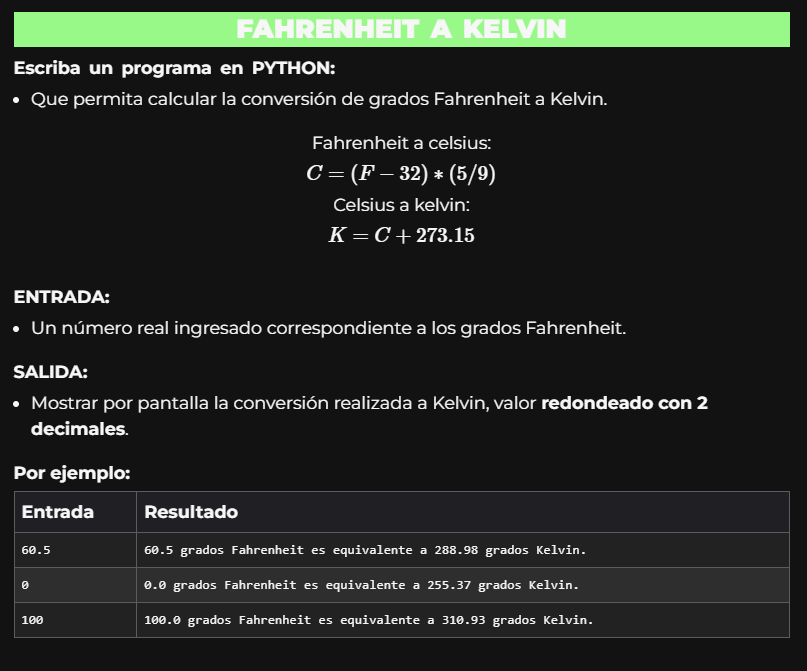 FAHRENHEIT A KELVIN
Escriba un programa en PYTHON:
• Que permita calcular la conversión de grados Fahrenheit a Kelvin.
Fahrenheit a celsius:
C = (F − 32) ∗ (5/9)
Celsius a kelvin:
K = C + 273.15
ENTRADA:
• Un número real ingresado correspondiente a los grados Fahrenheit.
SALIDA:
• Mostrar por pantalla la conversión realizada a Kelvin, valor redondeado con 2
decimales.
Por ejemplo:
Entrada Resultado
60.5 60.5 grados Fahrenheit es equivalente a 288.98 grados Kelvin.
0 0.0 grados Fahrenheit es equivalente a 255.37 grados Kelvin.
100 100.0 grados Fahrenheit es equivalente a 310.93 grados Kelvin.